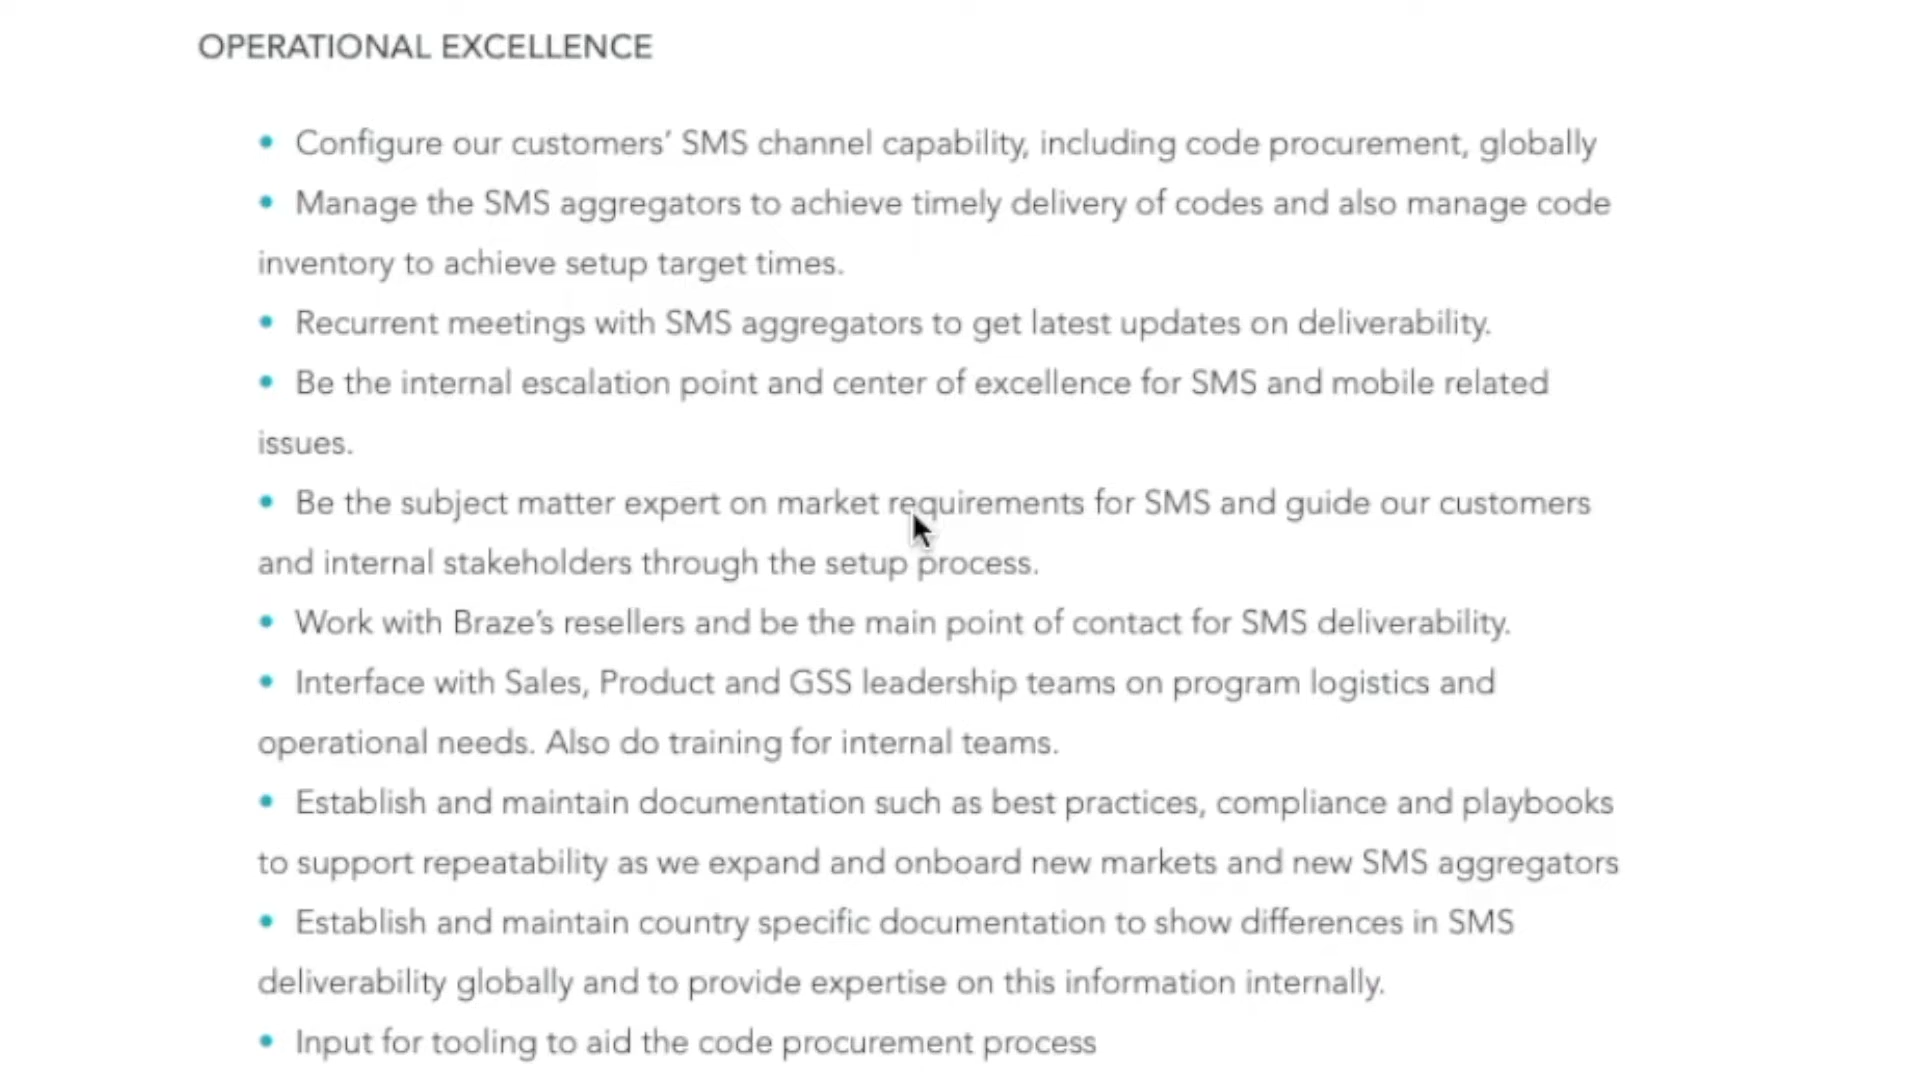 OPERATIONAL EXCELLENCE
• Configure our customers’ SMS channel capability, including code procurement, globally
• Manage the SMS aggregators to achieve timely delivery of codes and also manage code
inventory to achieve setup target times.
• Recurrent meetings with SMS aggregators to get latest updates on deliverability.
• Be the internal escalation point and center of excellence for SMS and mobile related
issues.
• Be the subject matter expert on market requirements for SMS and guide our customers
and internal stakeholders through the setup process.
• Work with Braze’s resellers and be the main point of contact for SMS deliverability.
• Interface with Sales, Product and GSS leadership teams on program logistics and
operational needs. Also do training for internal teams.
• Establish and maintain documentation such as best practices, compliance and playbooks
to support repeatability as we expand and onboard new markets and new SMS aggregators
• Establish and maintain country specific documentation to show differences in SMS
deliverability globally and to provide expertise on this information internally.
• Input for tooling to aid the code procurement process